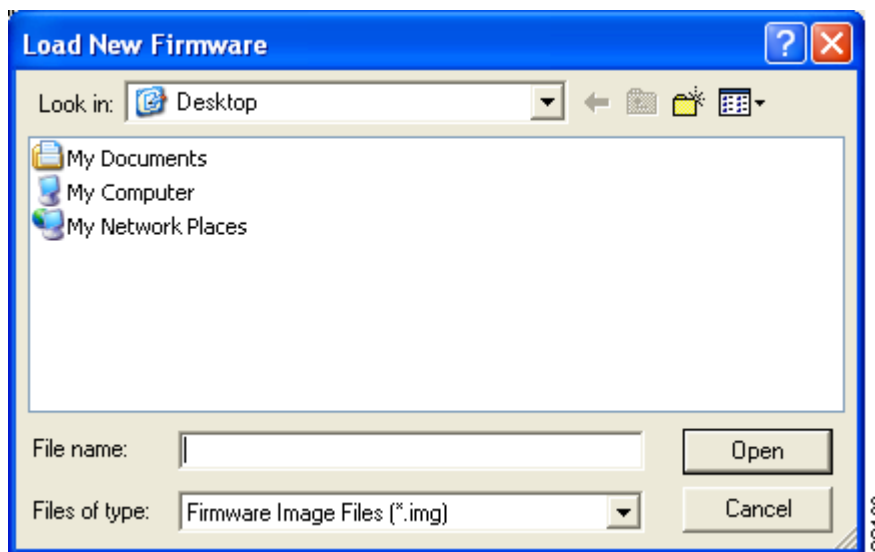 Load New Firmware
Look in: Desktop
My Documents
My Computer
My Network Places
File name: Open
Files of type: Firmware Image Files (*.img) Cancel